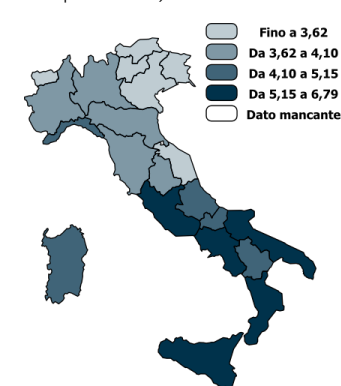 Fino a 3,62
Da 3,62 a 4,10
Da 4,10 a 5,15
Da 5,15 a 6,79
Dato mancante